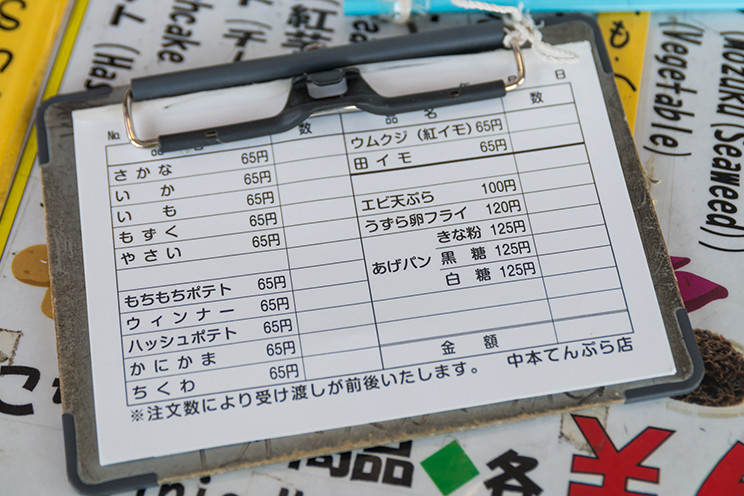 No.
年 月 日
品 名 数
さかな 65円
いか 65円
いも 65円
もずく 65円
やさい 65円
もちもちポテト 65円
ウィンナー 65円
ハッシュポテト 65円
かにかま 65円
ちくわ 65円
品 名 数
ウムクジ（紅イモ）65円
田イモ 65円
エビ天ぷら 100円
うずら卵フライ 120円
あげパン
きな粉 125円
黒糖 125円
白糖 125円
金額
※注文数により受け渡しが前後いたします。
中本てんぷら店
(Vegetable)
Mozuku (Seaweed)